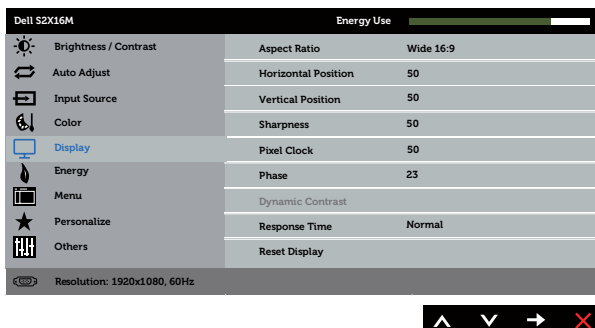 Dell S2X16M Energy Use
Brightness / Contrast Aspect Ratio Wide 16:9
Auto Adjust Horizontal Position 50
Input Source Vertical Position 50
Color Sharpness 50
Display Pixel Clock 50
Energy Phase 23
Menu Dynamic Contrast
Personalize Response Time Normal
Others Reset Display
Resolution: 1920x1080, 60Hz